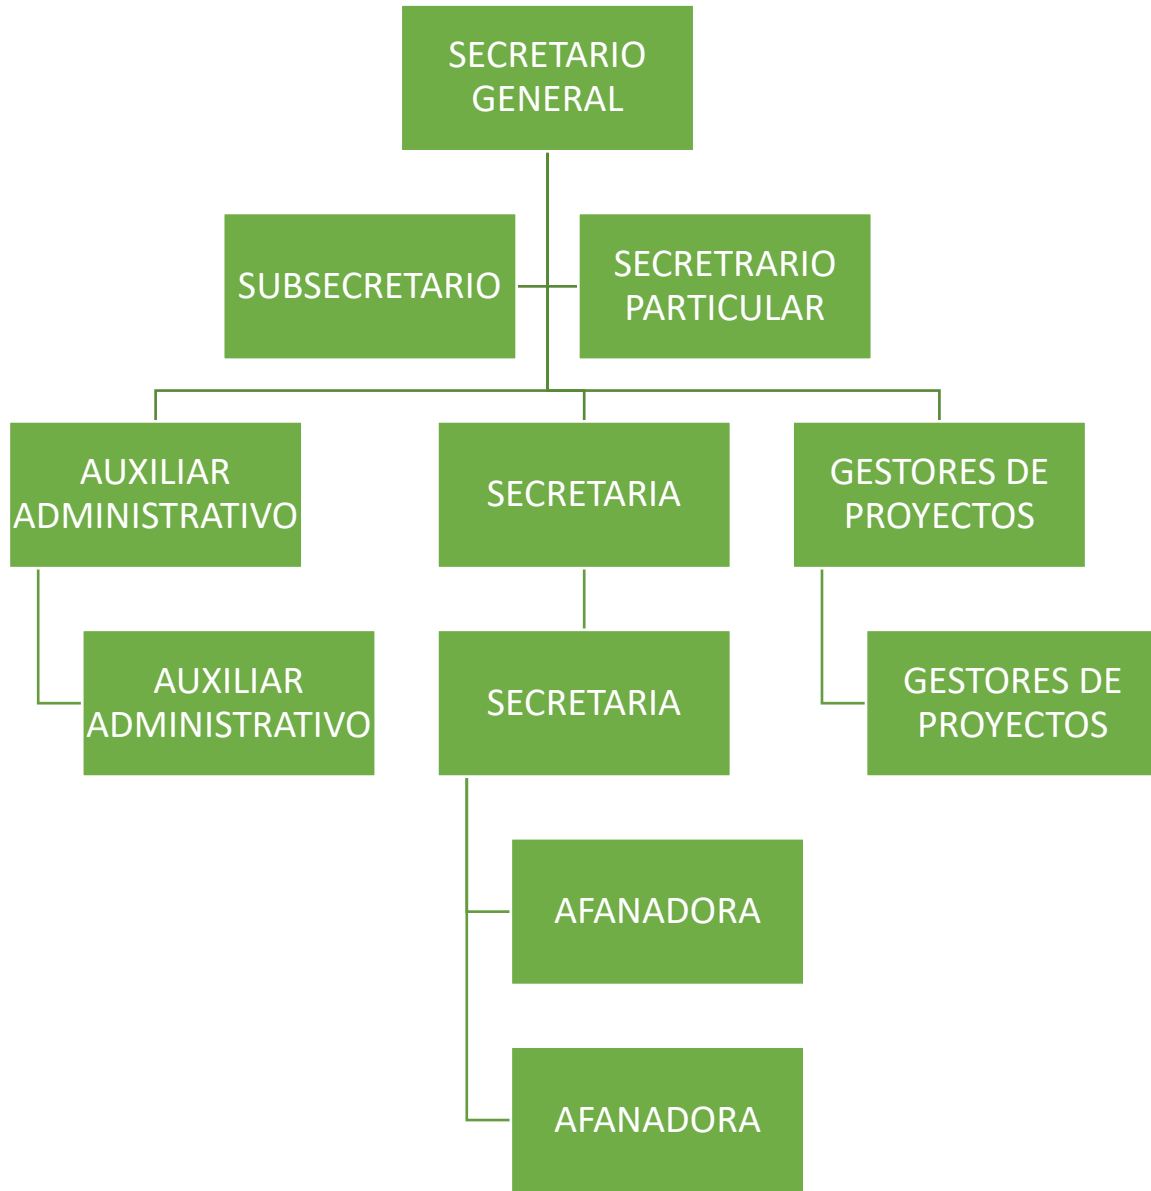 SECRETARIO
GENERAL
SUBSECRETARIO
SECRETRARIO
PARTICULAR
AUXILIAR
ADMINISTRATIVO
SECRETARIA
GESTORES DE
PROYECTOS
AUXILIAR
ADMINISTRATIVO
SECRETARIA
GESTORES DE
PROYECTOS
AFANADORA
AFANADORA